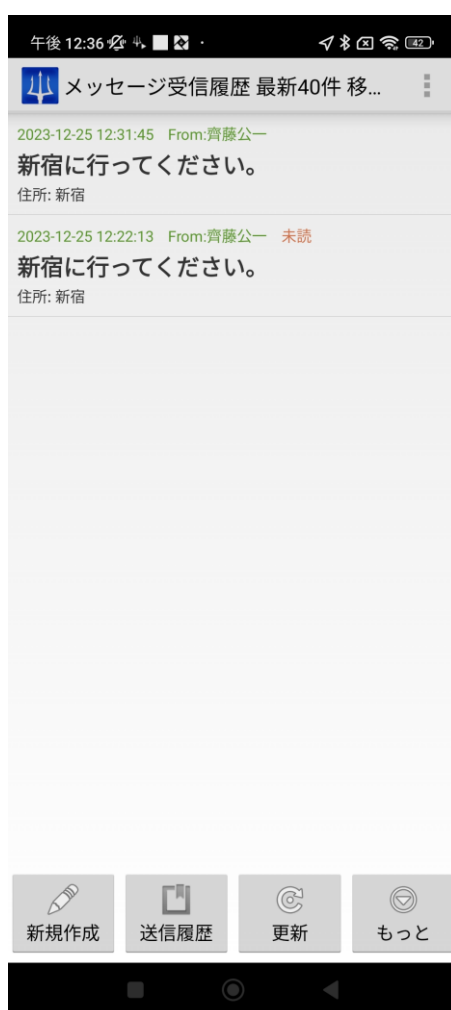 午後 12:36
42
メッセージ受信履歴 最新40件 移...
2023-12-25 12:31:45 From:齊藤公一
新宿に行ってください。
住所: 新宿
2023-12-25 12:22:13 From:齊藤公一 未読
新宿に行ってください。
住所: 新宿
新規作成 送信履歴 更新 もっと